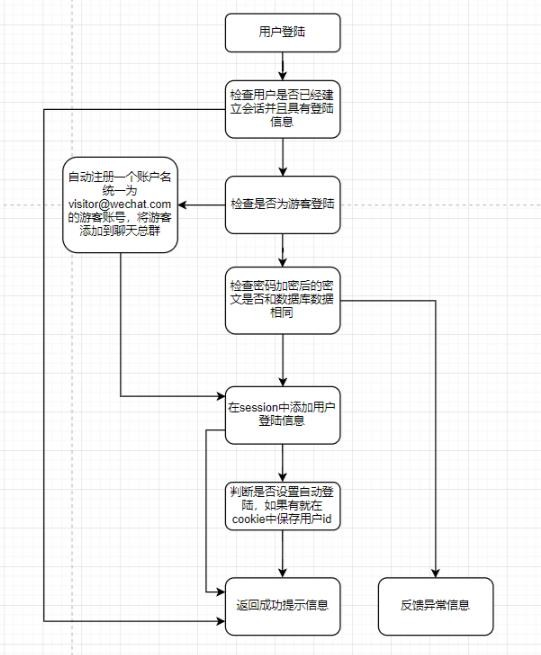 用户登陆
检查用户是否已经建
立会话并且具有登陆
信息
自动注册一个账户名
统一为
visitor@wechat.com
的游客账号，将游客
添加到聊天总群
检查是否为游客登陆
检查密码加密后的密
文是否和数据库数据
相同
在session中添加用户
登陆信息
判断是否设置自动登
陆，如果有就在
cookie中保存用户id
返回成功提示信息
反馈异常信息